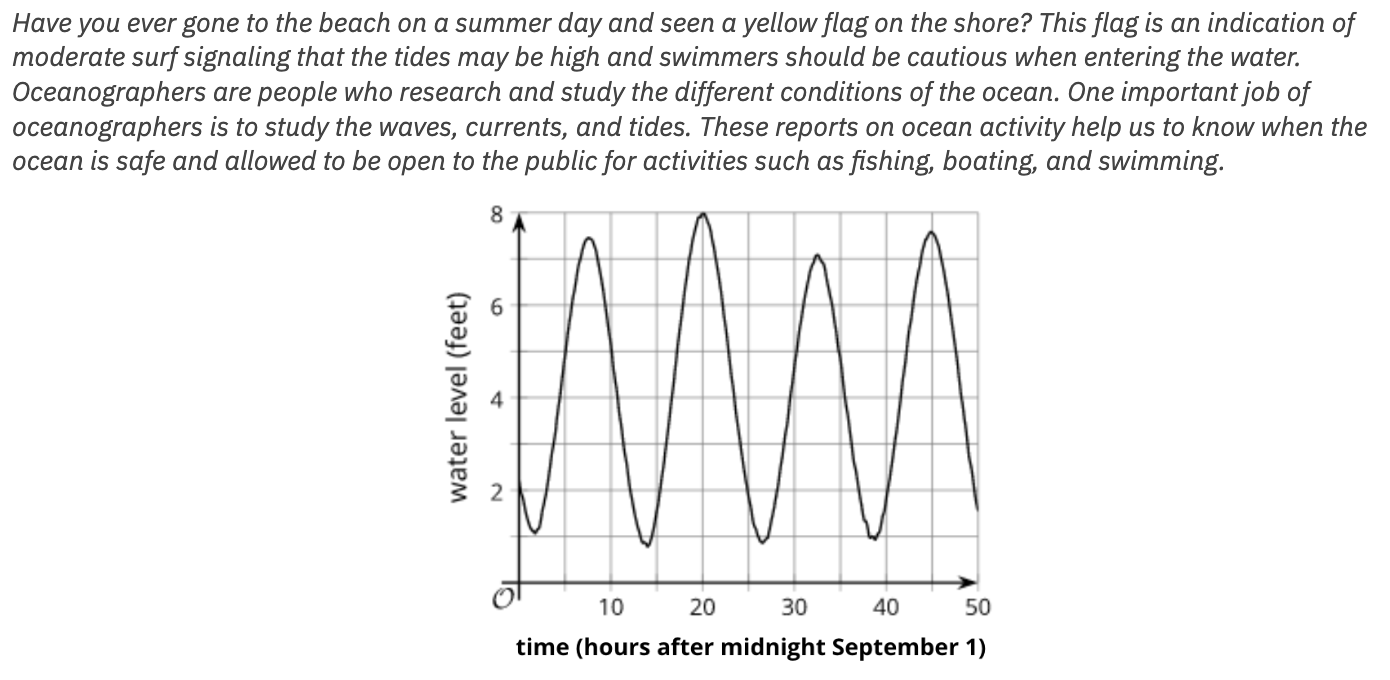 Have you ever gone to the beach on a summer day and seen a yellow flag on the shore? This flag is an indication of
moderate surf signaling that the tides may be high and swimmers should be cautious when entering the water.
Oceanographers are people who research and study the different conditions of the ocean. One important job of
oceanographers is to study the waves, currents, and tides. These reports on ocean activity help us to know when the
ocean is safe and allowed to be open to the public for activities such as fishing, boating, and swimming.
8
6
4
2
water level (feet)
O
10 20 30 40 50
time (hours after midnight September 1)